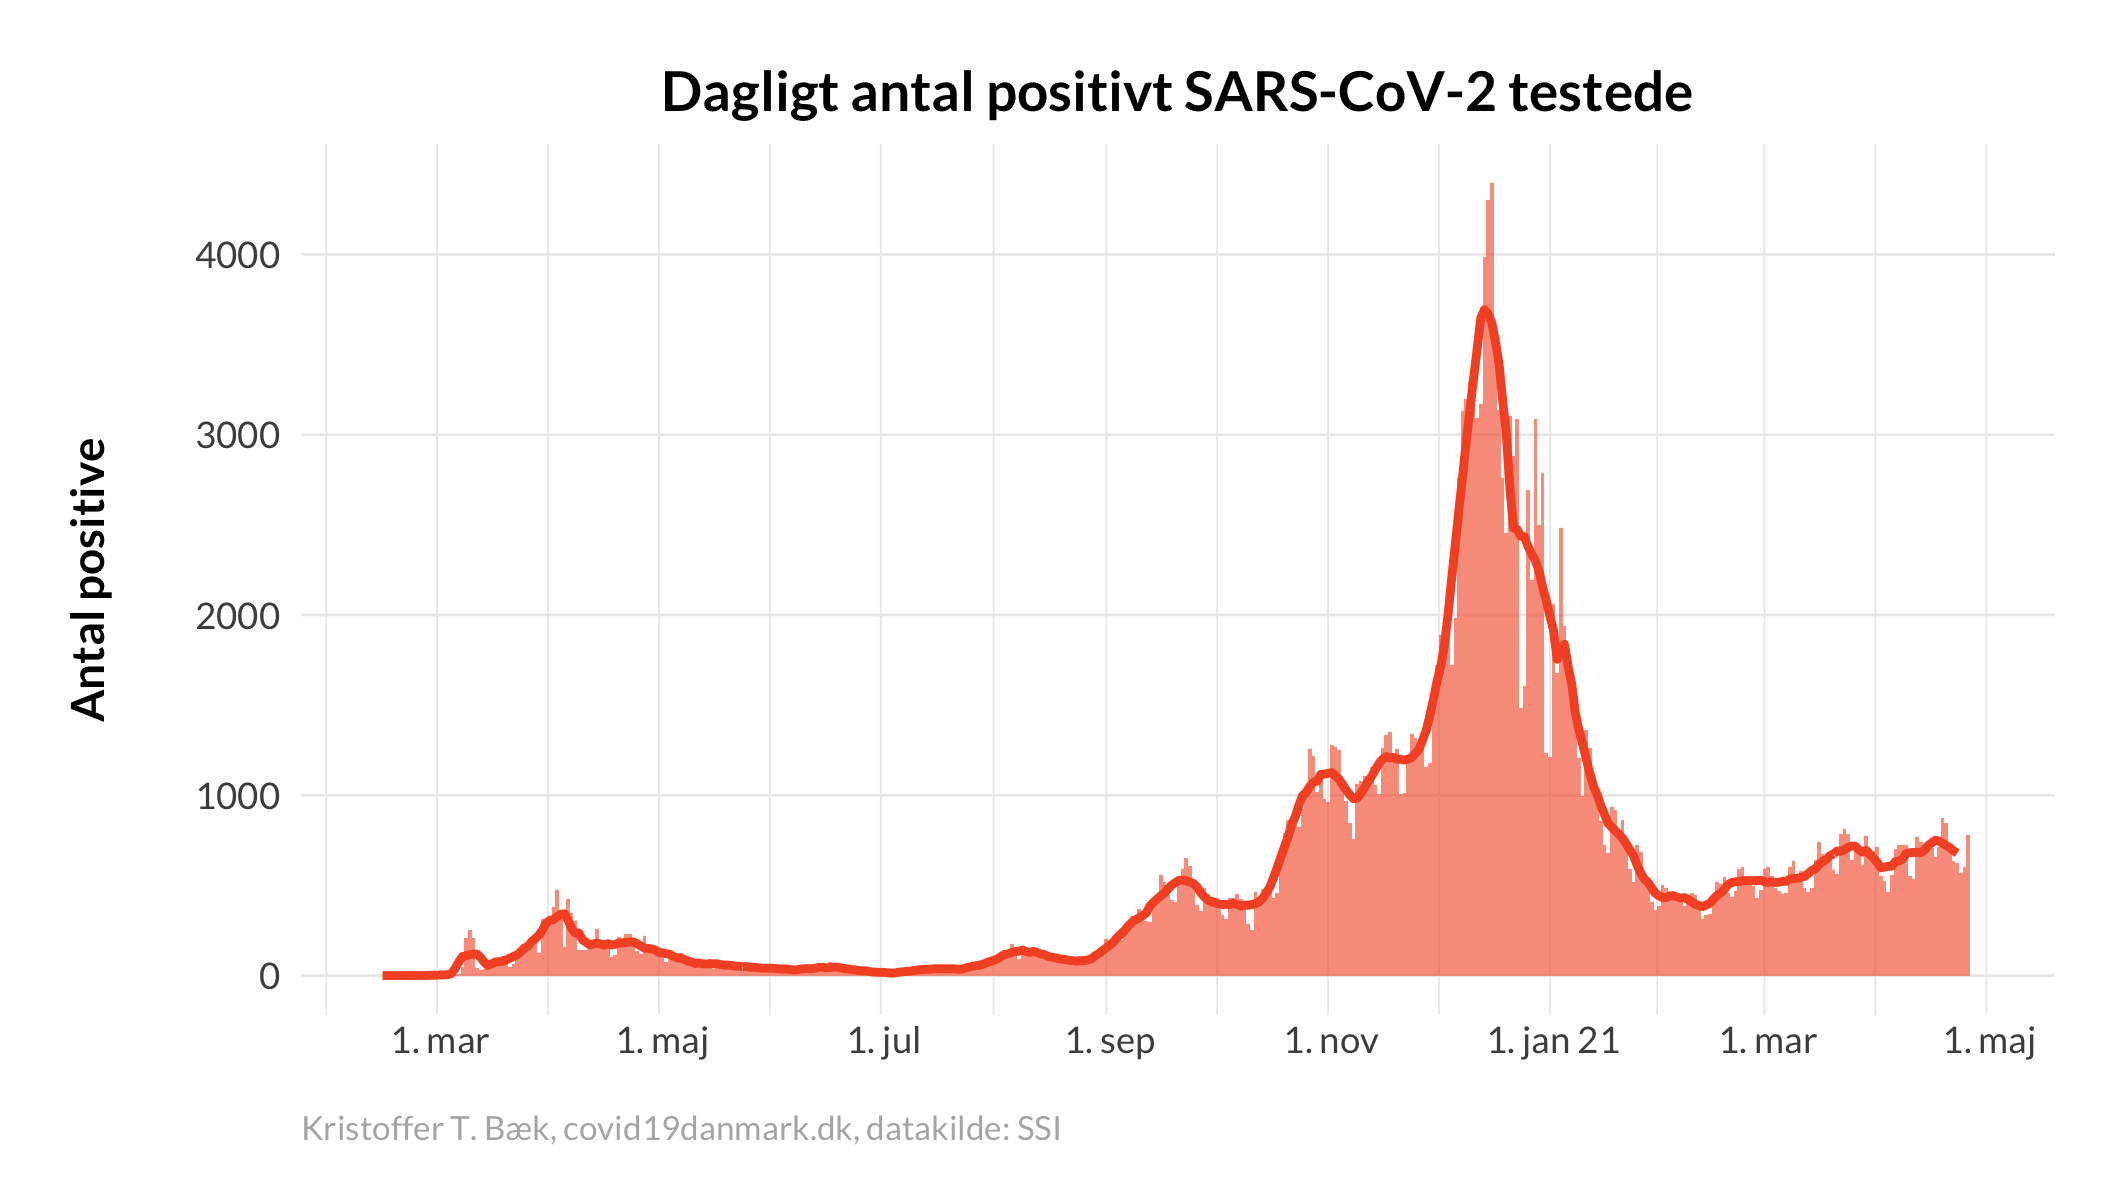 Dagligt antal positivt SARS-CoV-2 testede
Antal positive
4000
3000
2000
1000
0
1. mar 1. maj 1. jul 1. sep 1. nov 1. jan 21 1. mar 1. maj
Kristoffer T. Bæk, covid19danmark.dk, datakilde: SSI